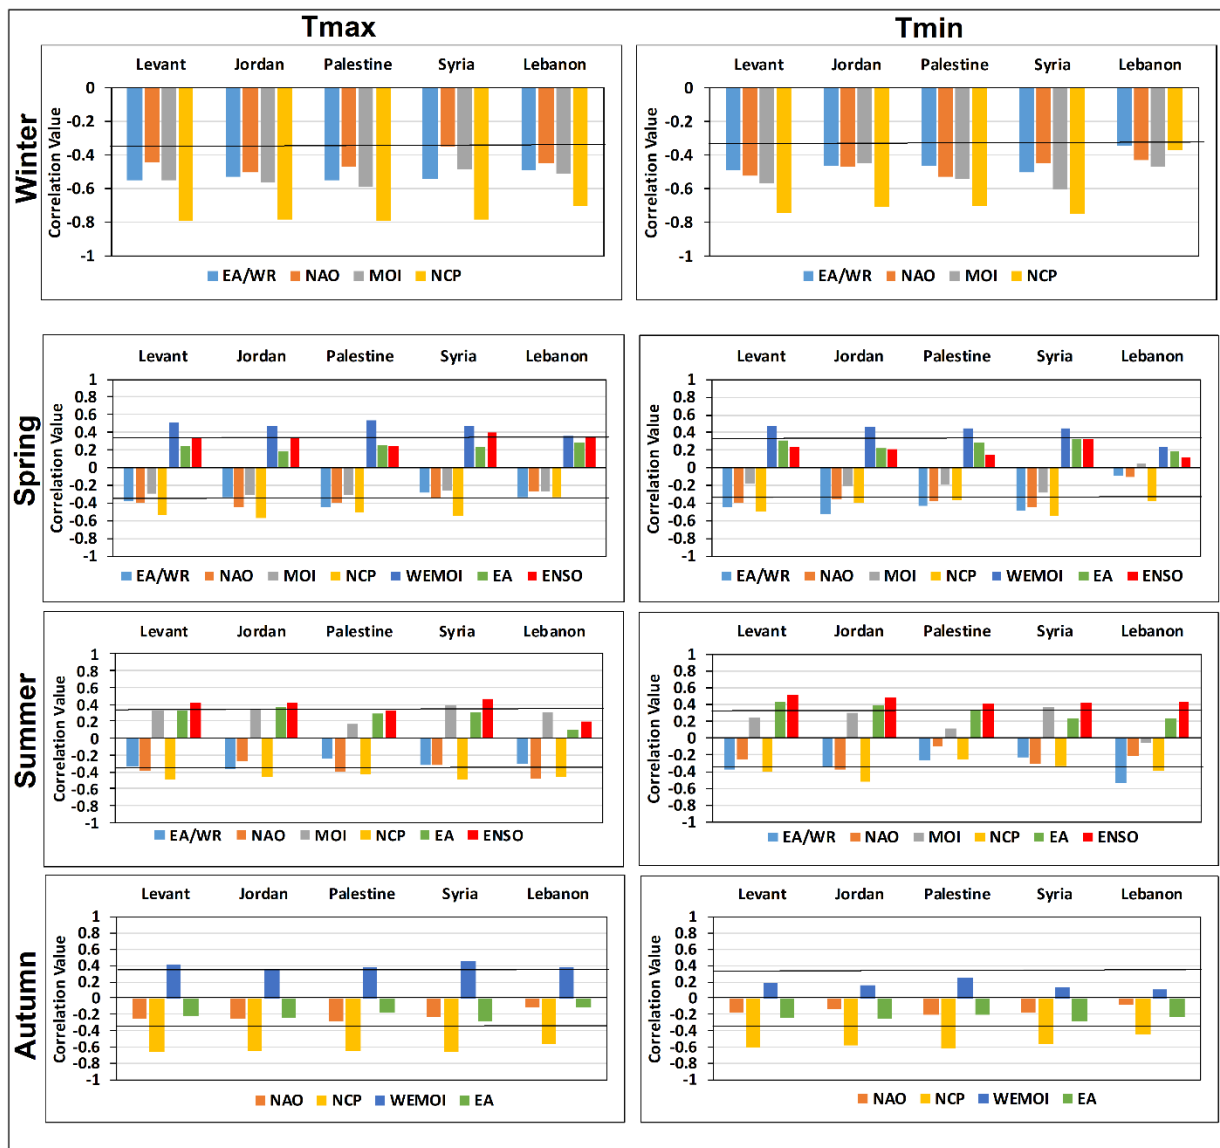 Tmax
Tmin
Winter
Levant Jordan Palestine Syria Lebanon
Correlation Value
0
-0.2
-0.4
-0.6
-0.8
-1
EA/WR NAO MOI NCP
Levant Jordan Palestine Syria Lebanon
Correlation Value
0
-0.2
-0.4
-0.6
-0.8
-1
EA/WR NAO MOI NCP
Spring
Levant Jordan Palestine Syria Lebanon
Correlation Value
1
0.8
0.6
0.4
0.2
0
-0.2
-0.4
-0.6
-0.8
-1
EA/WR NAO MOI NCP WEMOI EA ENSO
Levant Jordan Palestine Syria Lebanon
Correlation Value
1
0.8
0.6
0.4
0.2
0
-0.2
-0.4
-0.6
-0.8
-1
EA/WR NAO MOI NCP WEMOI EA ENSO
Summer
Levant Jordan Palestine Syria Lebanon
Correlation Value
1
0.8
0.6
0.4
0.2
0
-0.2
-0.4
-0.6
-0.8
-1
EA/WR NAO MOI NCP EA ENSO
Levant Jordan Palestine Syria Lebanon
Correlation Value
1
0.8
0.6
0.4
0.2
0
-0.2
-0.4
-0.6
-0.8
-1
EA/WR NAO MOI NCP EA ENSO
Autumn
Levant Jordan Palestine Syria Lebanon
Correlation Value
1
0.8
0.6
0.4
0.2
0
-0.2
-0.4
-0.6
-0.8
-1
NAO NCP WEMOI EA
Levant Jordan Palestine Syria Lebanon
Correlation Value
1
0.8
0.6
0.4
0.2
0
-0.2
-0.4
-0.6
-0.8
-1
NAO NCP WEMOI EA